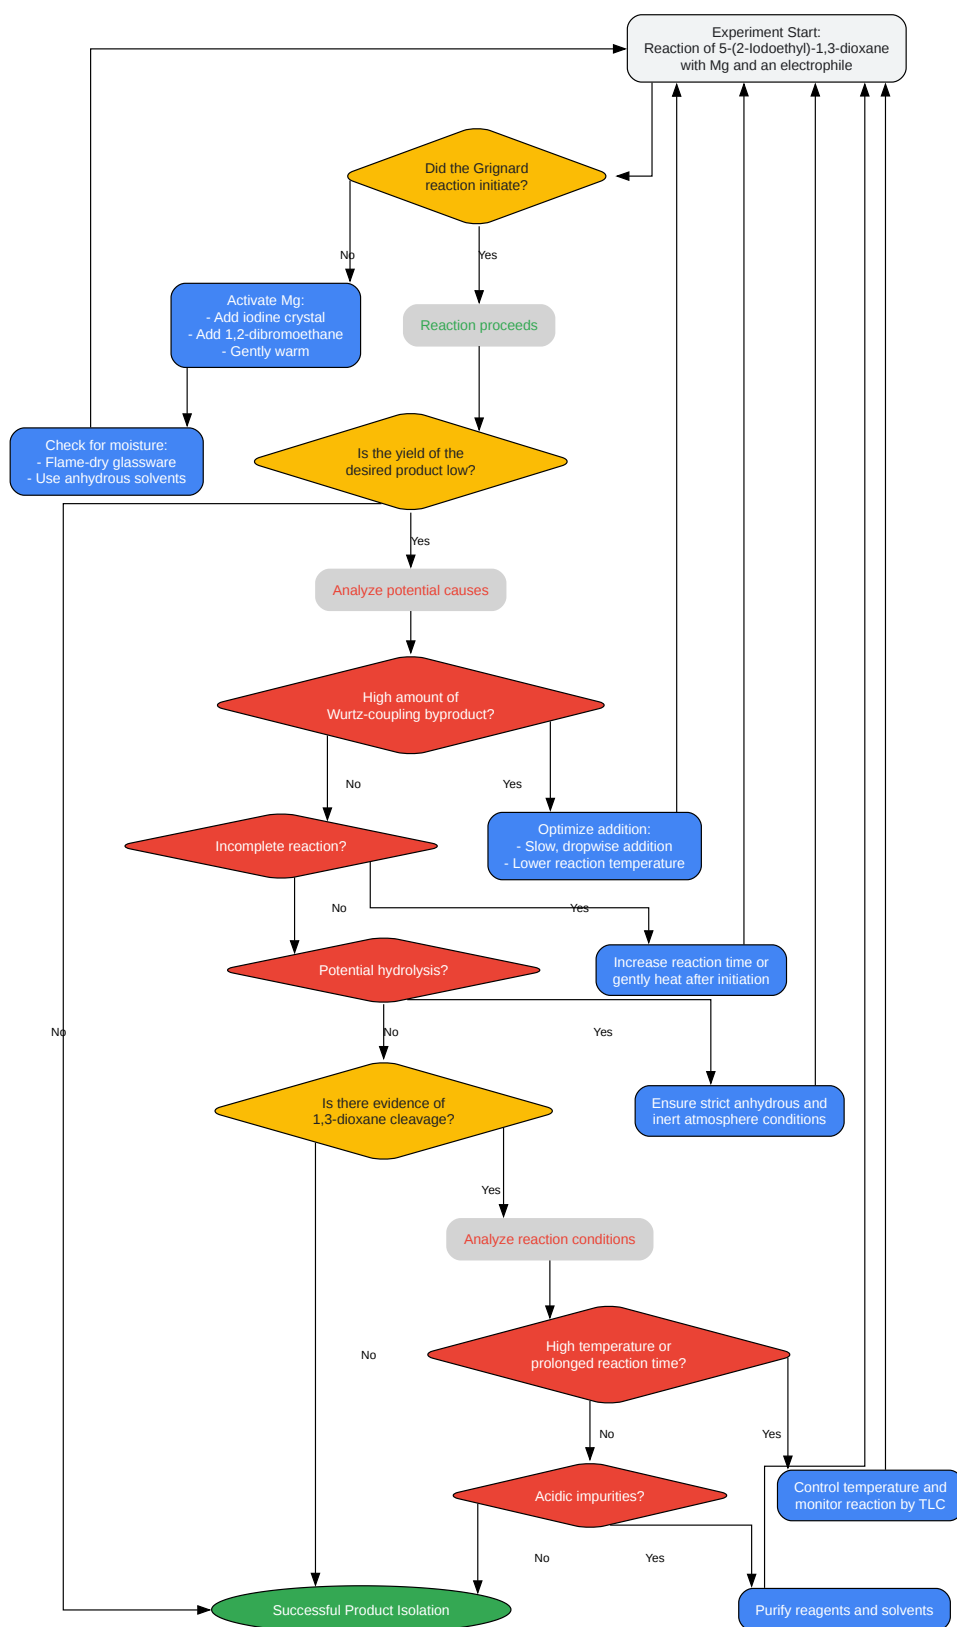 Experiment Start:
Reaction of 5-(2-Iodoethyl)-1,3-dioxane
with Mg and an electrophile
Did the Grignard
reaction initiate?
No
Yes
Activate Mg:
- Add iodine crystal
- Add 1,2-dibromoethane
- Gently warm
Reaction proceeds
Check for moisture:
- Flame-dry glassware
- Use anhydrous solvents
Is the yield of the
desired product low?
Yes
Analyze potential causes
High amount of
Wurtz-coupling byproduct?
No
Yes
Optimize addition:
- Slow, dropwise addition
- Lower reaction temperature
Incomplete reaction?
No
Yes
Increase reaction time or
gently heat after initiation
Potential hydrolysis?
No
No
Yes
Ensure strict anhydrous and
inert atmosphere conditions
Is there evidence of
1,3-dioxane cleavage?
Yes
Analyze reaction conditions
No
High temperature or
prolonged reaction time?
No
Yes
Control temperature and
monitor reaction by TLC
Acidic impurities?
No
Yes
Successful Product Isolation
Purify reagents and solvents